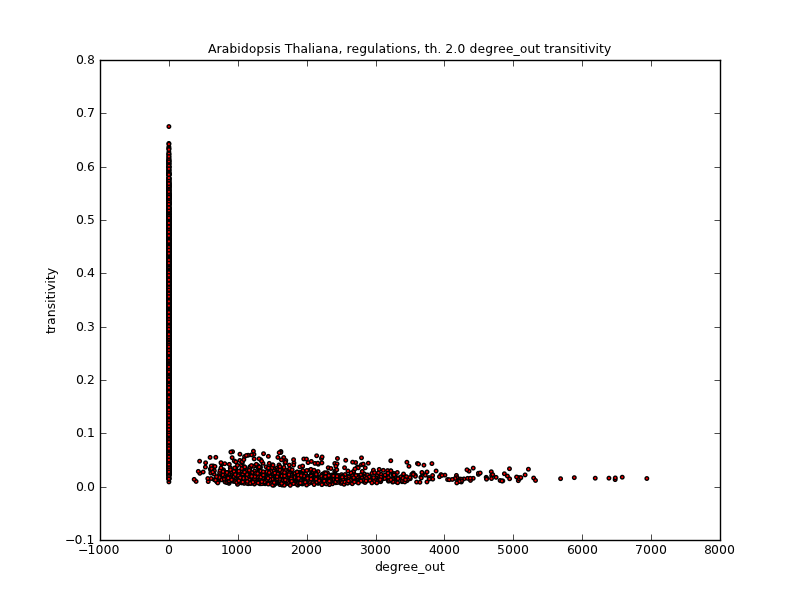 Arabidopsis Thaliana, regulations, th. 2.0 degree_out transitivity
0.8
0.7
0.6
0.5
0.4
0.3
0.2
0.1
0.0
−0.1
transitivity
−1000 0 1000 2000 3000 4000 5000 6000 7000 8000
degree_out